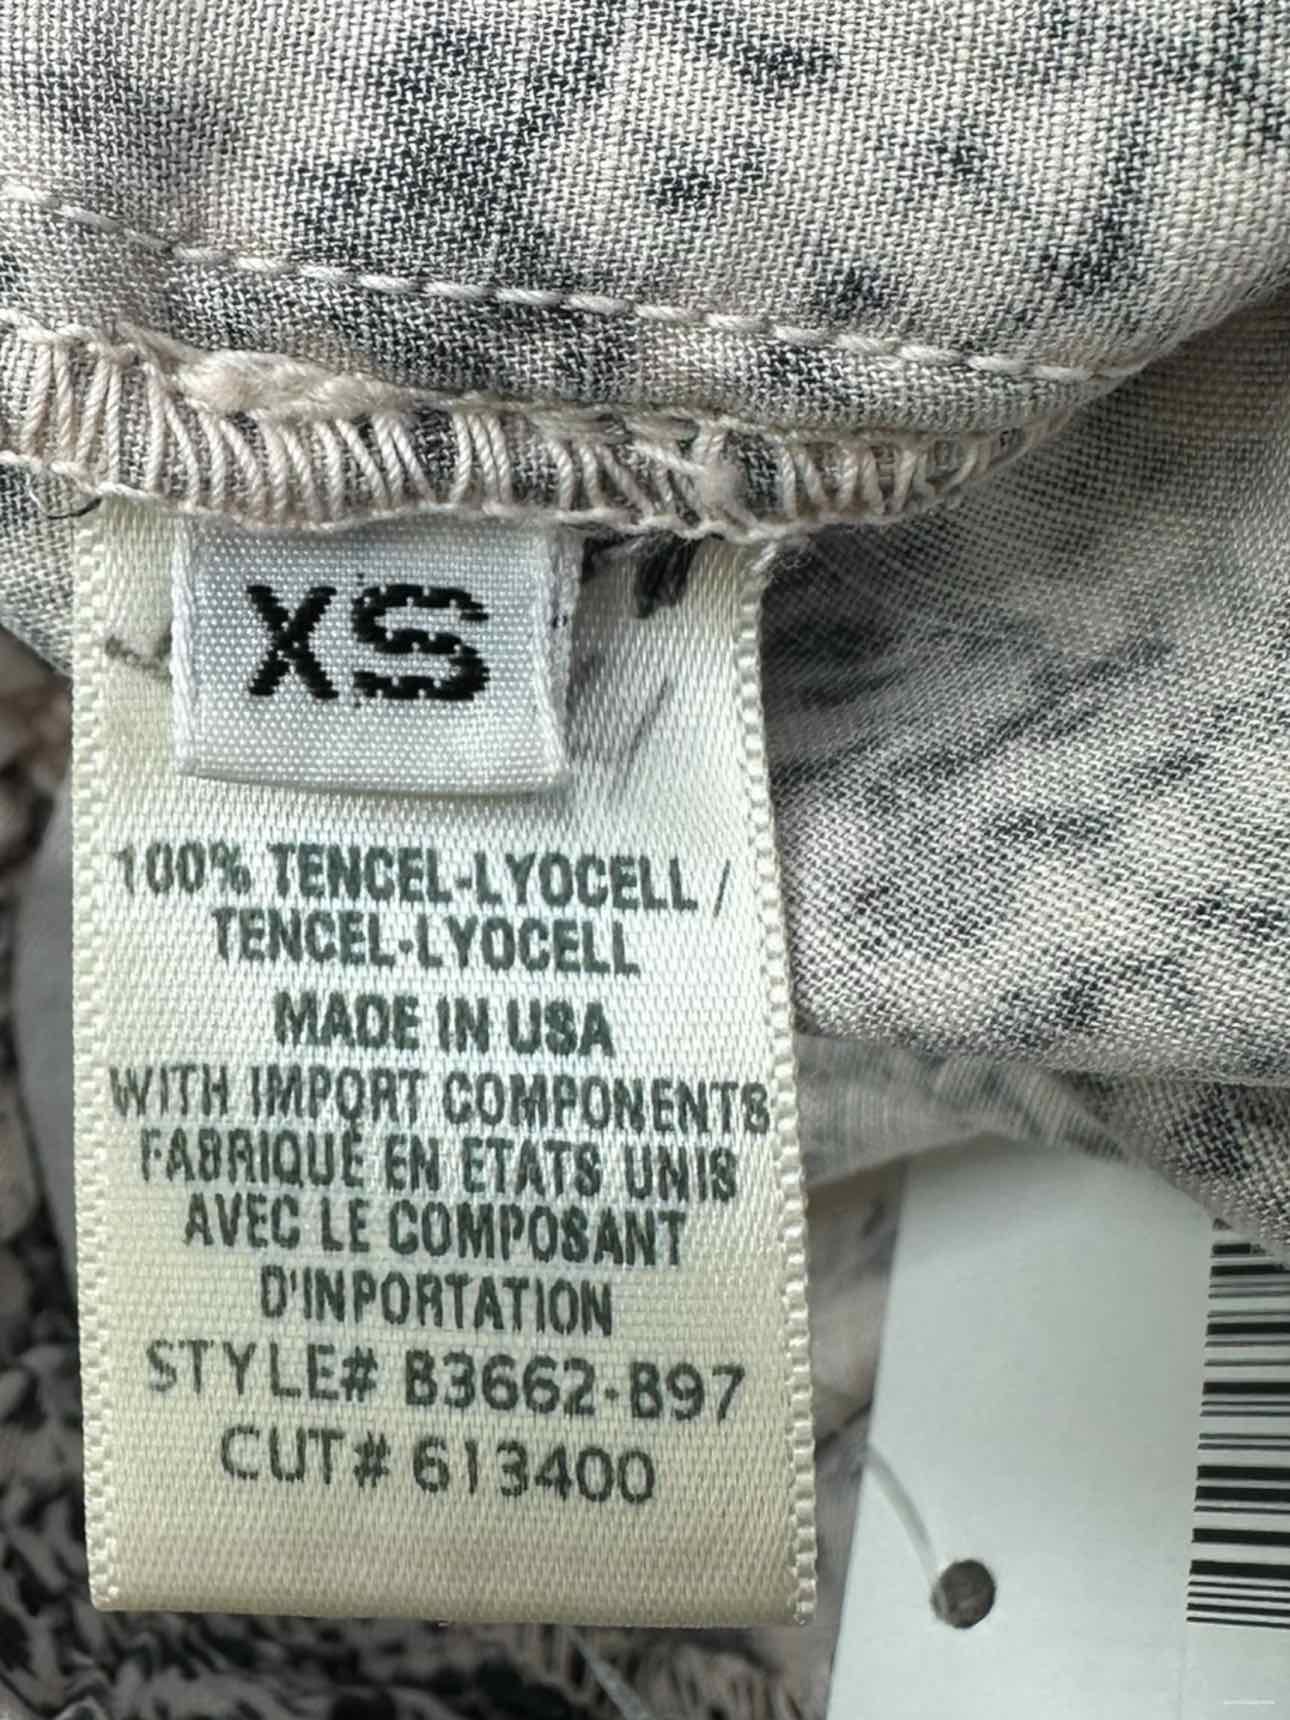 XS
100% TENCEL-LYOCELL /
TENCEL-LYOCELL
MADE IN USA
WITH IMPORT COMPONENTS
FABRIQUE EN ETATS UNIS
AVEC LE COMPOSANT
D'INPORTATION
STYLE# B3662-B97
CUT# 613400